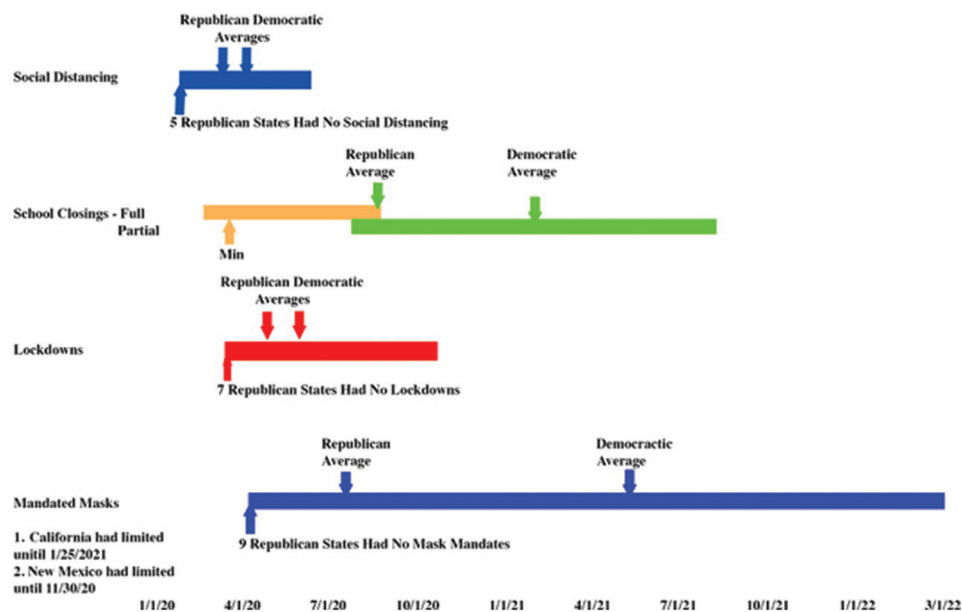 Republican Democratic
Averages
Social Distancing
5 Republican States Had No Social Distancing
Republican
Average
Democratic
Average
School Closings - Full
Partial
Min
Republican Democratic
Averages
Lockdowns
7 Republican States Had No Lockdowns
Republican
Average
Democractic
Average
Mandated Masks
9 Republican States Had No Mask Mandates
1. California had limited
unitil 1/25/2021
2. New Mexico had limited
until 11/30/20
1/1/20 4/1/20 7/1/20 10/1/20 1/1/21 4/1/21 7/1/21 10/1/21 1/1/22 3/1/22